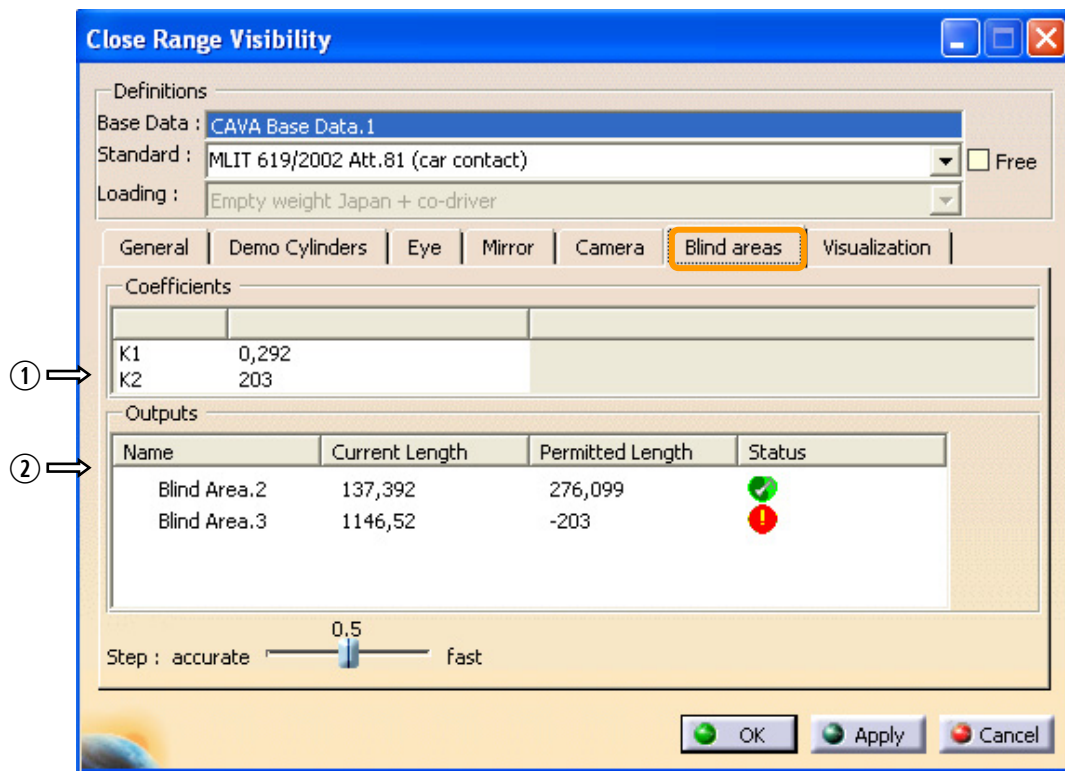 Close Range Visibility
Definitions
Base Data : CAVA Base Data.1
Standard : MLIT 619/2002 Att.81 (car contact) Free
Loading : Empty weight Japan + co-driver
General Demo Cylinders Eye Mirror Camera Blind areas Visualization
Coefficients
① K1 0,292
K2 203
Outputs
② Name Current Length Permitted Length Status
Blind Area.2 137,392 276,099
Blind Area.3 1146,52 -203
0.5
Step : accurate fast
OK Apply Cancel